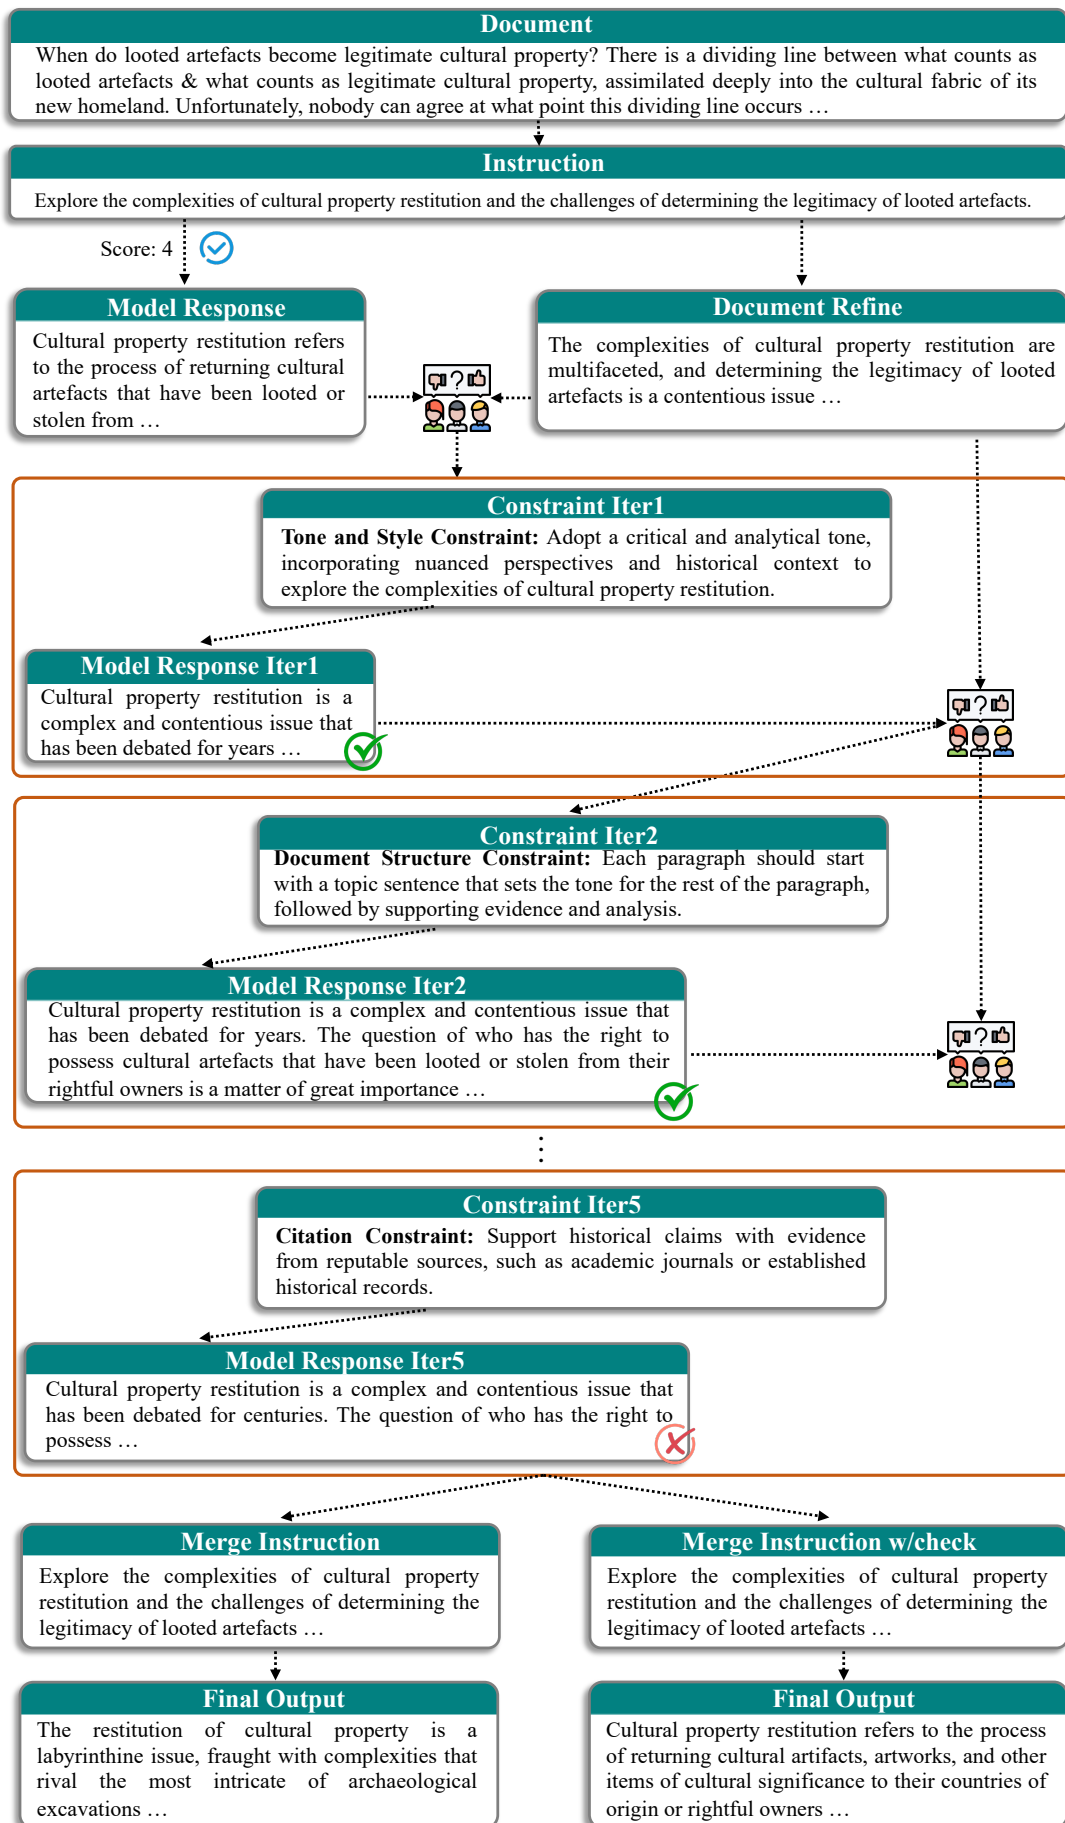 Document
When do looted artefacts become legitimate cultural property? There is a dividing line between what counts as
looted artefacts & what counts as legitimate cultural property, assimilated deeply into the cultural fabric of its
new homeland. Unfortunately, nobody can agree at what point this dividing line occurs …
Instruction
Explore the complexities of cultural property restitution and the challenges of determining the legitimacy of looted artefacts.
Score: 4
Model Response
Cultural property restitution refers
to the process of returning cultural
artefacts that have been looted or
stolen from …
Document Refine
The complexities of cultural property restitution are
multifaceted, and determining the legitimacy of looted
artefacts is a contentious issue …
?
Constraint Iter1
Tone and Style Constraint: Adopt a critical and analytical tone,
incorporating nuanced perspectives and historical context to
explore the complexities of cultural property restitution.
Model Response Iter1
Cultural property restitution is a
complex and contentious issue that
has been debated for years …
?
Constraint Iter2
Document Structure Constraint: Each paragraph should start
with a topic sentence that sets the tone for the rest of the paragraph,
followed by supporting evidence and analysis.
Model Response Iter2
Cultural property restitution is a complex and contentious issue that
has been debated for years. The question of who has the right to
possess cultural artefacts that have been looted or stolen from their
rightful owners is a matter of great importance …
?
⋮
Constraint Iter5
Citation Constraint: Support historical claims with evidence
from reputable sources, such as academic journals or established
historical records.
Model Response Iter5
Cultural property restitution is a complex and contentious issue that
has been debated for centuries. The question of who has the right to
possess …
Merge Instruction
Explore the complexities of cultural property
restitution and the challenges of determining the
legitimacy of looted artefacts …
Merge Instruction w/check
Explore the complexities of cultural property
restitution and the challenges of determining the
legitimacy of looted artefacts …
Final Output
The restitution of cultural property is a
labyrinthine issue, fraught with complexities that
rival the most intricate of archaeological
excavations …
Final Output
Cultural property restitution refers to the process
of returning cultural artifacts, artworks, and other
items of cultural significance to their countries of
origin or rightful owners …